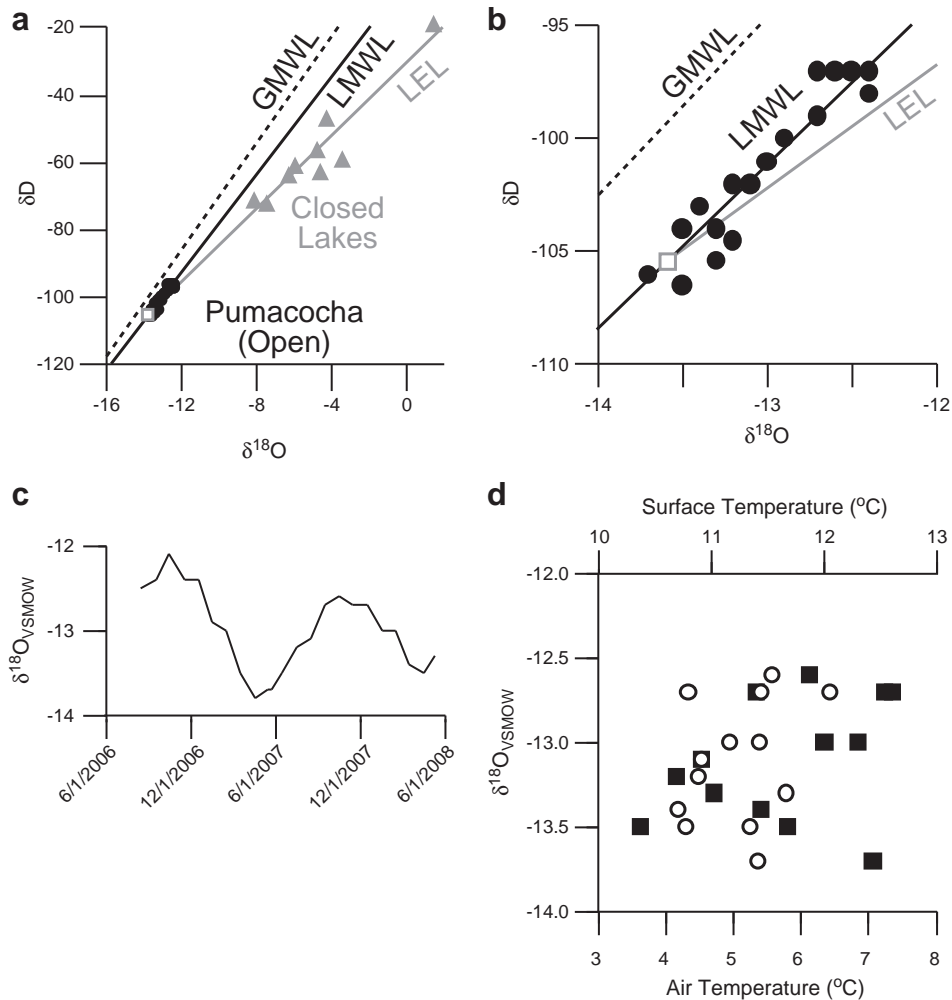 a
-20
-40
-60
-80
-100
-120
δD
GMWL
LMWL
LEL
Closed
Lakes
Pumacocha
(Open)
-16
-12
-8
-4
0
δ18O
b
-95
-100
-105
-110
δD
GMWL
LMWL
LEL
-14
-13
-12
δ18O
c
-12
-13
-14
δ18OVSMOW
6/1/2006
12/1/2006
6/1/2007
12/1/2007
6/1/2008
d
Surface Temperature (oC)
10
11
12
13
-12.0
-12.5
-13.0
-13.5
-14.0
δ18OVSMOW
3
4
5
6
7
8
Air Temperature (oC)